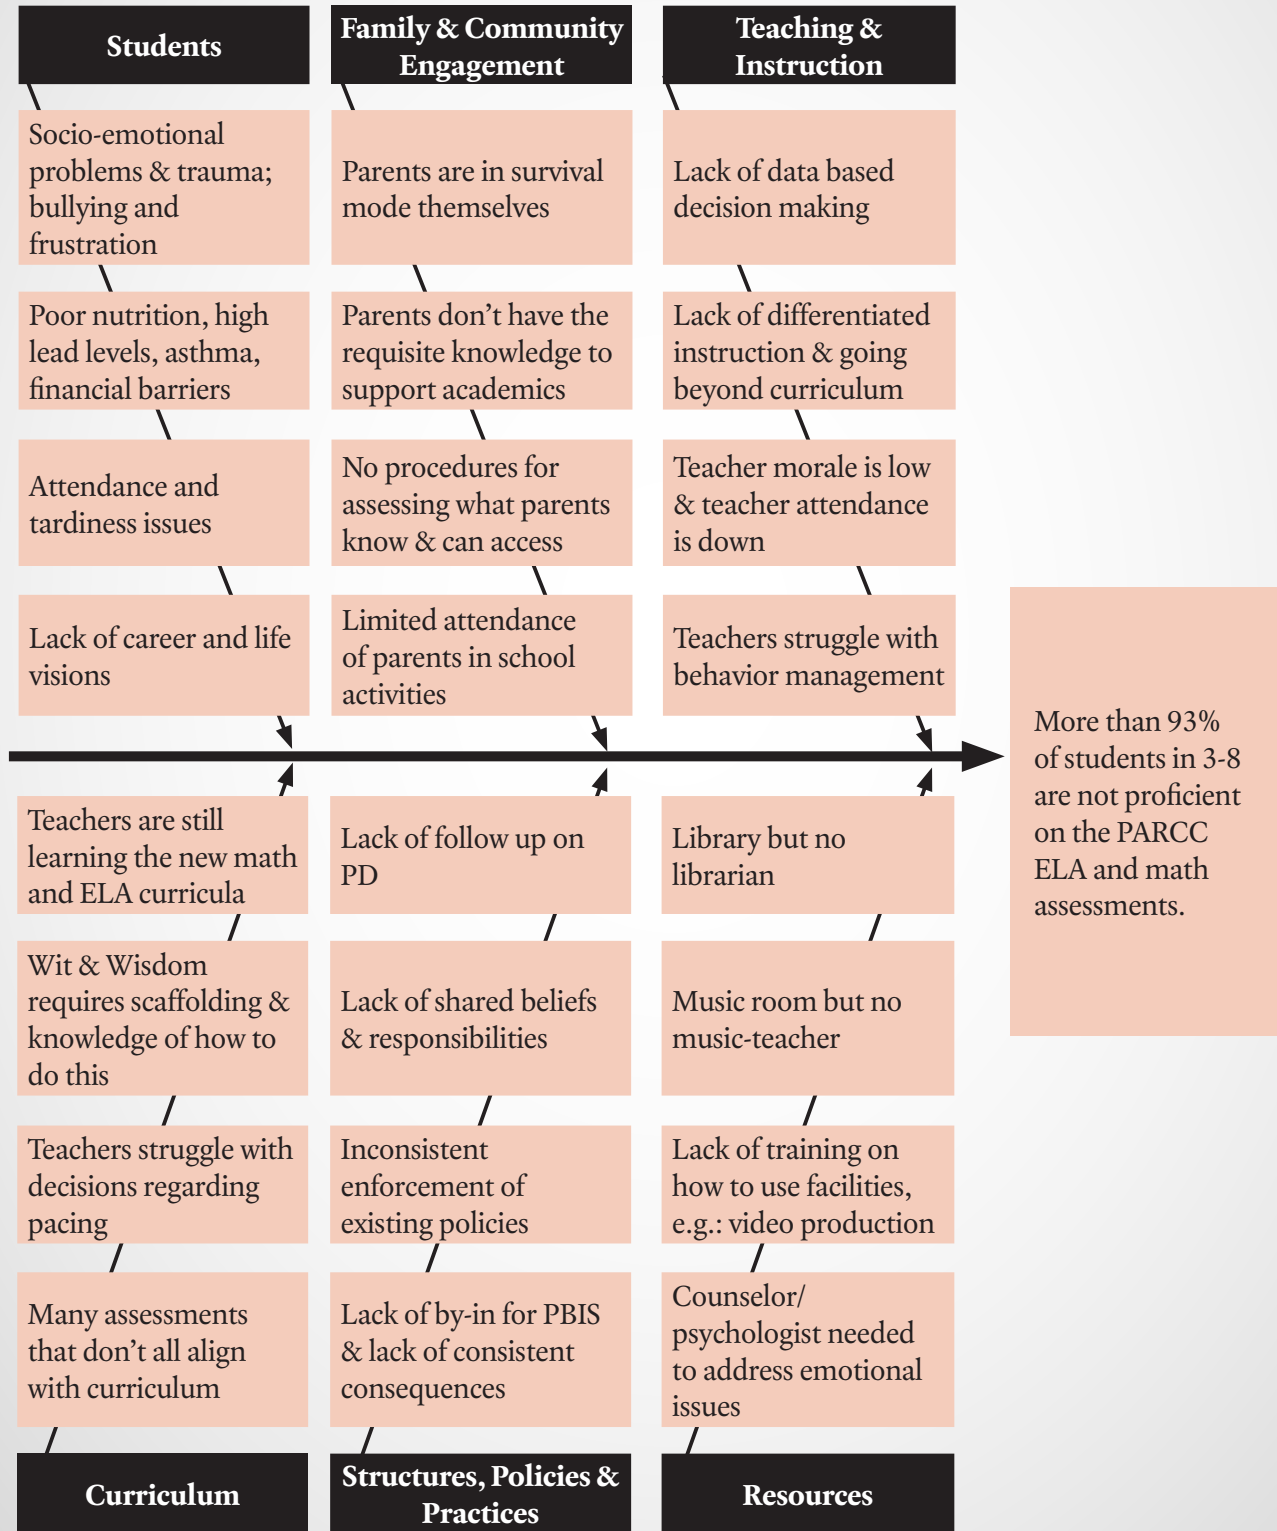 Students
Socio-emotional
problems & trauma;
bullying and
frustration
Poor nutrition, high
lead levels, asthma,
financial barriers
Attendance and
tardiness issues
Lack of career and life
visions
Family & Community
Engagement
Parents are in survival
mode themselves
Parents don’t have the
requisite knowledge to
support academics
No procedures for
assessing what parents
know & can access
Limited attendance
of parents in school
activities
Teaching &
Instruction
Lack of data based
decision making
Lack of differentiated
instruction & going
beyond curriculum
Teacher morale is low
& teacher attendance
is down
Teachers struggle with
behavior management
More than 93%
of students in 3-8
are not proficient
on the PARCC
ELA and math
assessments.
Teachers are still
learning the new math
and ELA curricula
Wit & Wisdom
requires scaffolding &
knowledge of how to
do this
Teachers struggle with
decisions regarding
pacing
Many assessments
that don’t all align
with curriculum
Curriculum
Lack of follow up on
PD
Lack of shared beliefs
& responsibilities
Inconsistent
enforcement of
existing policies
Lack of by-in for PBIS
& lack of consistent
consequences
Structures, Policies &
Practices
Library but no
librarian
Music room but no
music-teacher
Lack of training on
how to use facilities,
e.g.: video production
Counselor/
psychologist needed
to address emotional
issues
Resources